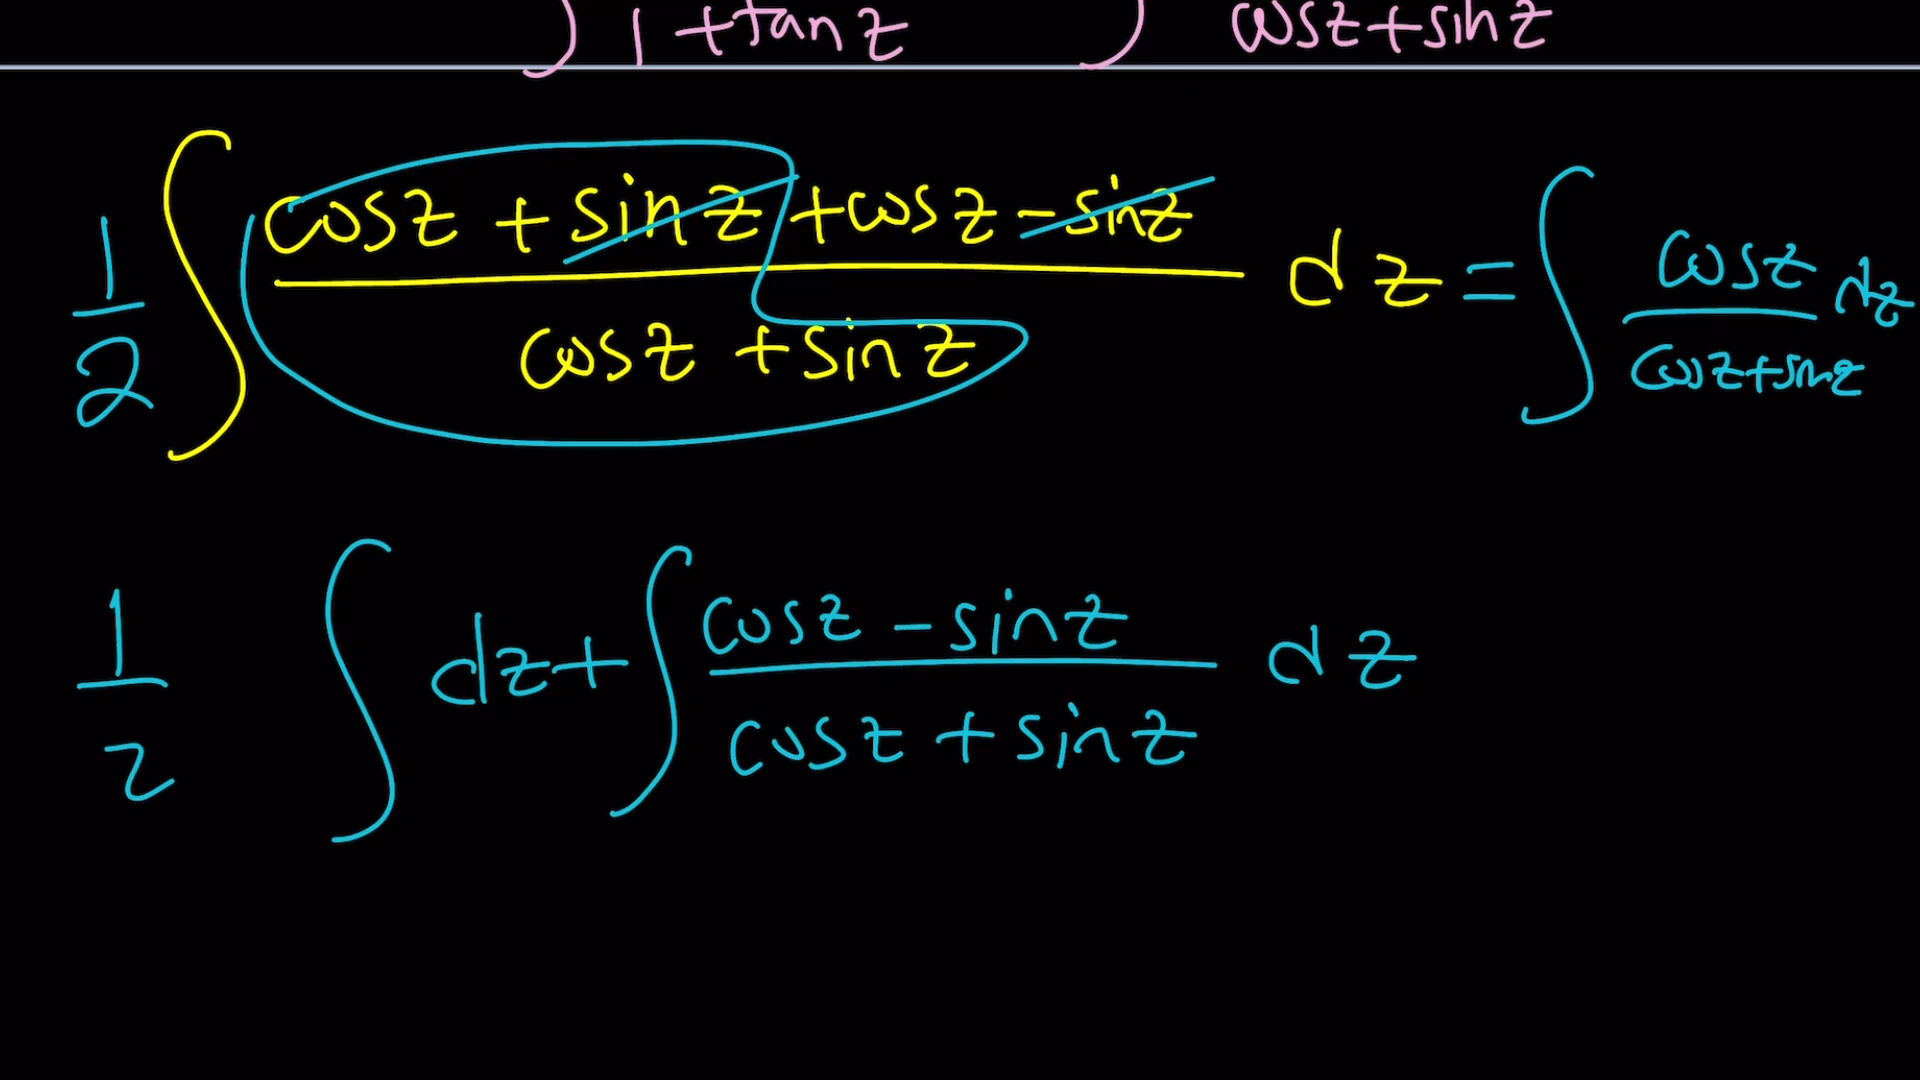 ∫ 1 + tan z ∫ cos z + sin z
1/2 ∫ (cos z + sin z + cos z - sin z)/(cos z + sin z) dz = ∫ cos z/(cos z + sin z) dz
1/2 ∫ dz + ∫ (cos z - sin z)/(cos z + sin z) dz